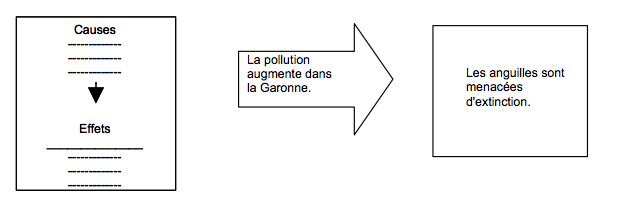 Causes
Effets
La pollution
augmente dans
la Garonne.
Les anguilles sont
menacées
d'extinction.